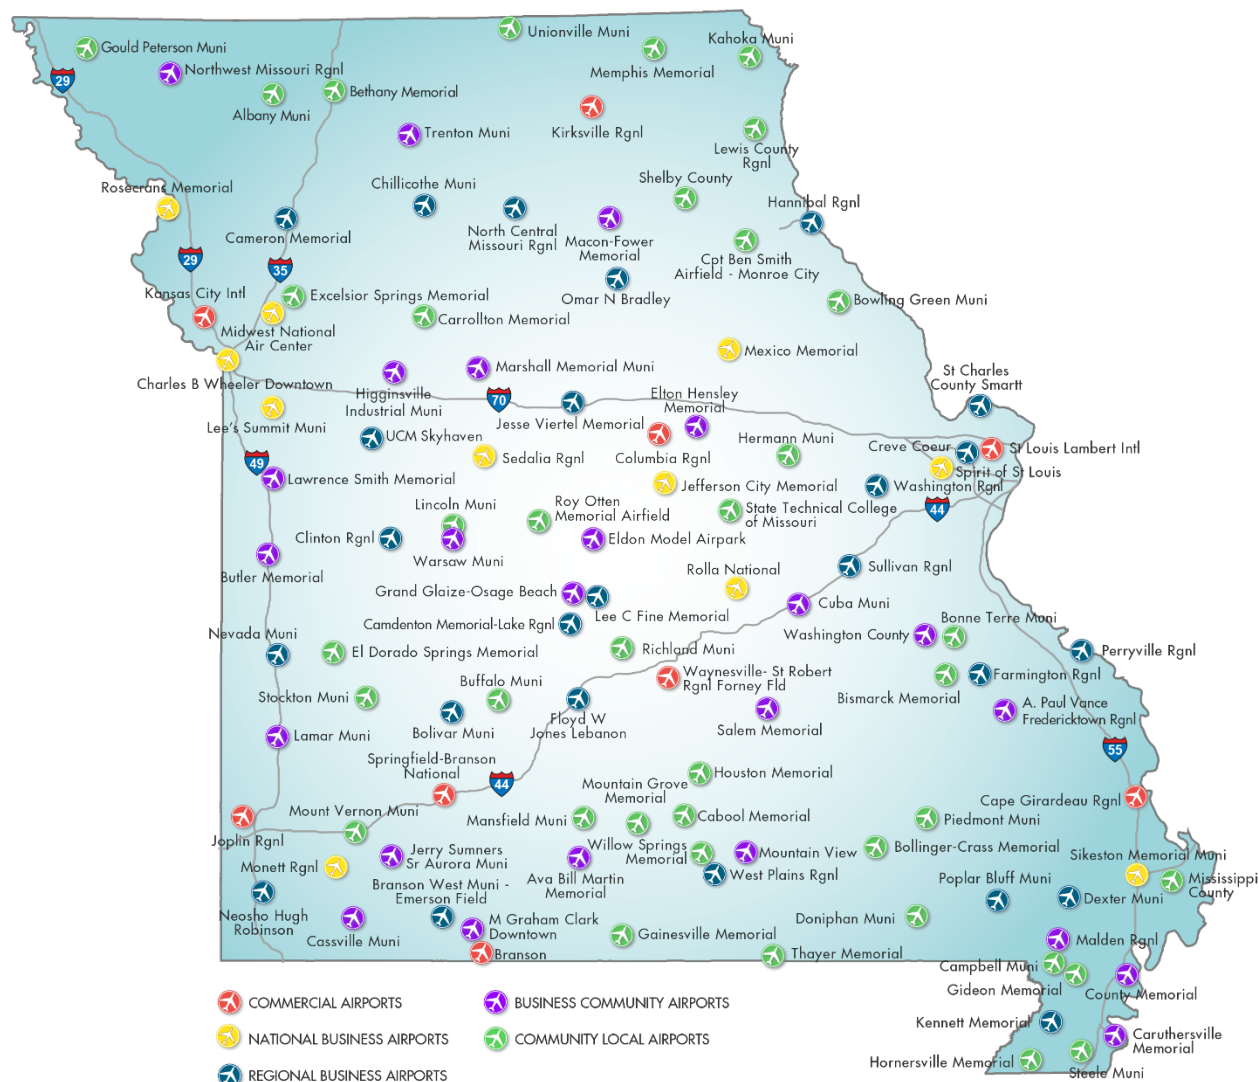 Unionville Muni
Gould Peterson Muni
Kahoka Muni
Northwest Missouri Rgnl
Memphis Memorial
29
Bethany Memorial
Albany Muni
Trenton Muni
Kirksville Rgnl
Lewis County
Rgnl
Rosecrans Memorial
Chillicothe Muni
Shelby County
Hannibal Rgnl
Cameron Memorial
North Central
Missouri Rgnl
Macon-Fower
Memorial
Cpt Ben Smith
Airfield - Monroe City
29
35
Kansas City Intl
Excelsior Springs Memorial
Omar N Bradley
Bowling Green Muni
Carrollton Memorial
Midwest National
Air Center
Mexico Memorial
Charles B Wheeler Downtown
Marshall Memorial Muni
St Charles
County Smartt
Higginsville
Industrial Muni
70
Elton Hensley
Memorial
Lee's Summit Muni
Jesse Viertel Memorial
UCM Skyhaven
Hermann Muni
Creve Coeur
St Louis Lambert Intl
49
Sedalia Rgnl
Columbia Rgnl
Spirit of St Louis
Lawrence Smith Memorial
Jefferson City Memorial
Washington Rgnl
Lincoln Muni
Roy Otten
Memorial Airfield
State Technical College
of Missouri
44
Clinton Rgnl
Warsaw Muni
Eldon Model Airpark
Butler Memorial
Rolla National
Sullivan Rgnl
Grand Glaize-Osage Beach
Lee C Fine Memorial
Cuba Muni
Camdenton Memorial-Lake Rgnl
Washington County
Bonne Terre Muni
Nevada Muni
El Dorado Springs Memorial
Richland Muni
Perryville Rgnl
Stockton Muni
Buffalo Muni
Waynesville- St Robert
Rgnl Forney Fld
Bismarck Memorial
Farmington Rgnl
Bolivar Muni
Floyd W
Jones Lebanon
Salem Memorial
A. Paul Vance
Fredericktown Rgnl
Lamar Muni
55
Springfield-Branson
National
44
Houston Memorial
Mountain Grove
Memorial
Cape Girardeau Rgnl
Mount Vernon Muni
Mansfield Muni
Cabool Memorial
Piedmont Muni
Joplin Rgnl
Jerry Sumners
Sr Aurora Muni
Willow Springs
Memorial
Mountain View
Bollinger-Crass Memorial
Sikeston Memorial Muni
Monett Rgnl
Branson West Muni -
Emerson Field
Ava Bill Martin
Memorial
West Plains Rgnl
Poplar Bluff Muni
Dexter Muni
Mississippi
County
Neosho Hugh
Robinson
Cassville Muni
M Graham Clark
Downtown
Gainesville Memorial
Doniphan Muni
Malden Rgnl
Branson
Thayer Memorial
Campbell Muni
Gideon Memorial
County Memorial
COMMERCIAL AIRPORTS
BUSINESS COMMUNITY AIRPORTS
Kennett Memorial
NATIONAL BUSINESS AIRPORTS
COMMUNITY LOCAL AIRPORTS
Caruthersville
Memorial
Hornersville Memorial
Steele Muni
REGIONAL BUSINESS AIRPORTS